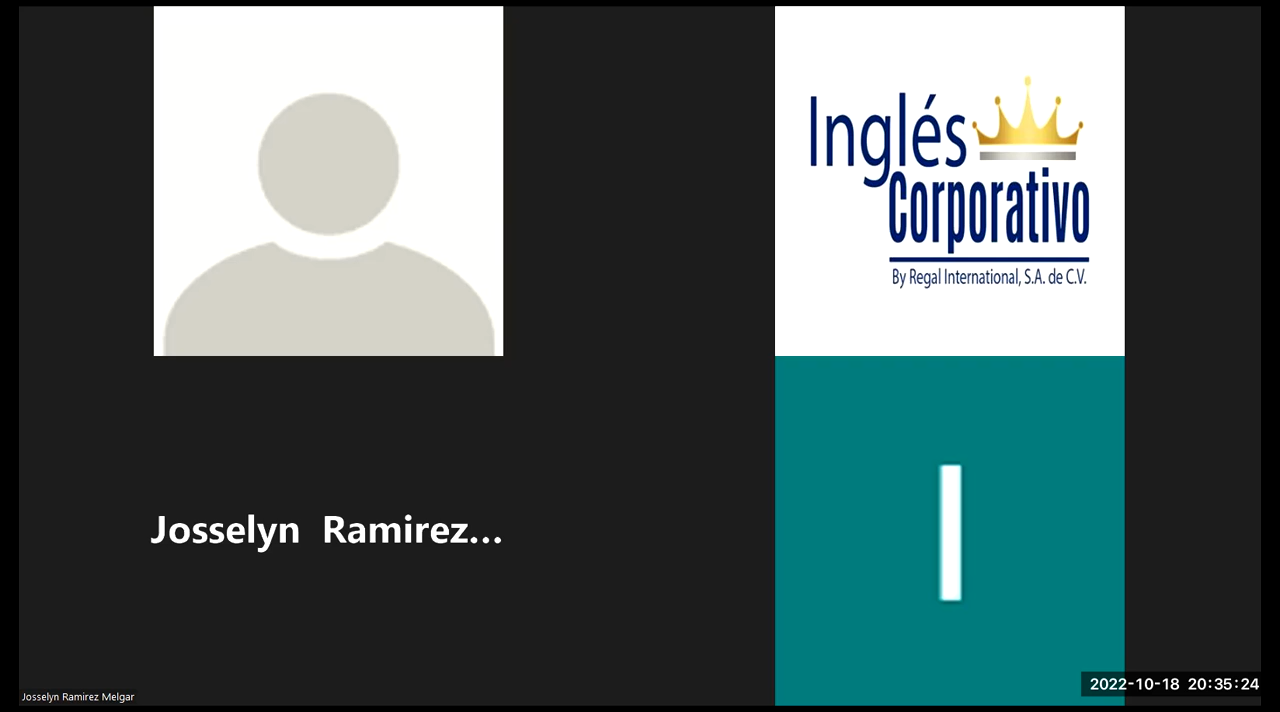 Inglés
Corporativo
By Regal International, S.A. de C.V.
Josselyn Ramirez...
I
Josselyn Ramirez Melgar
2022-10-18 20:35:24